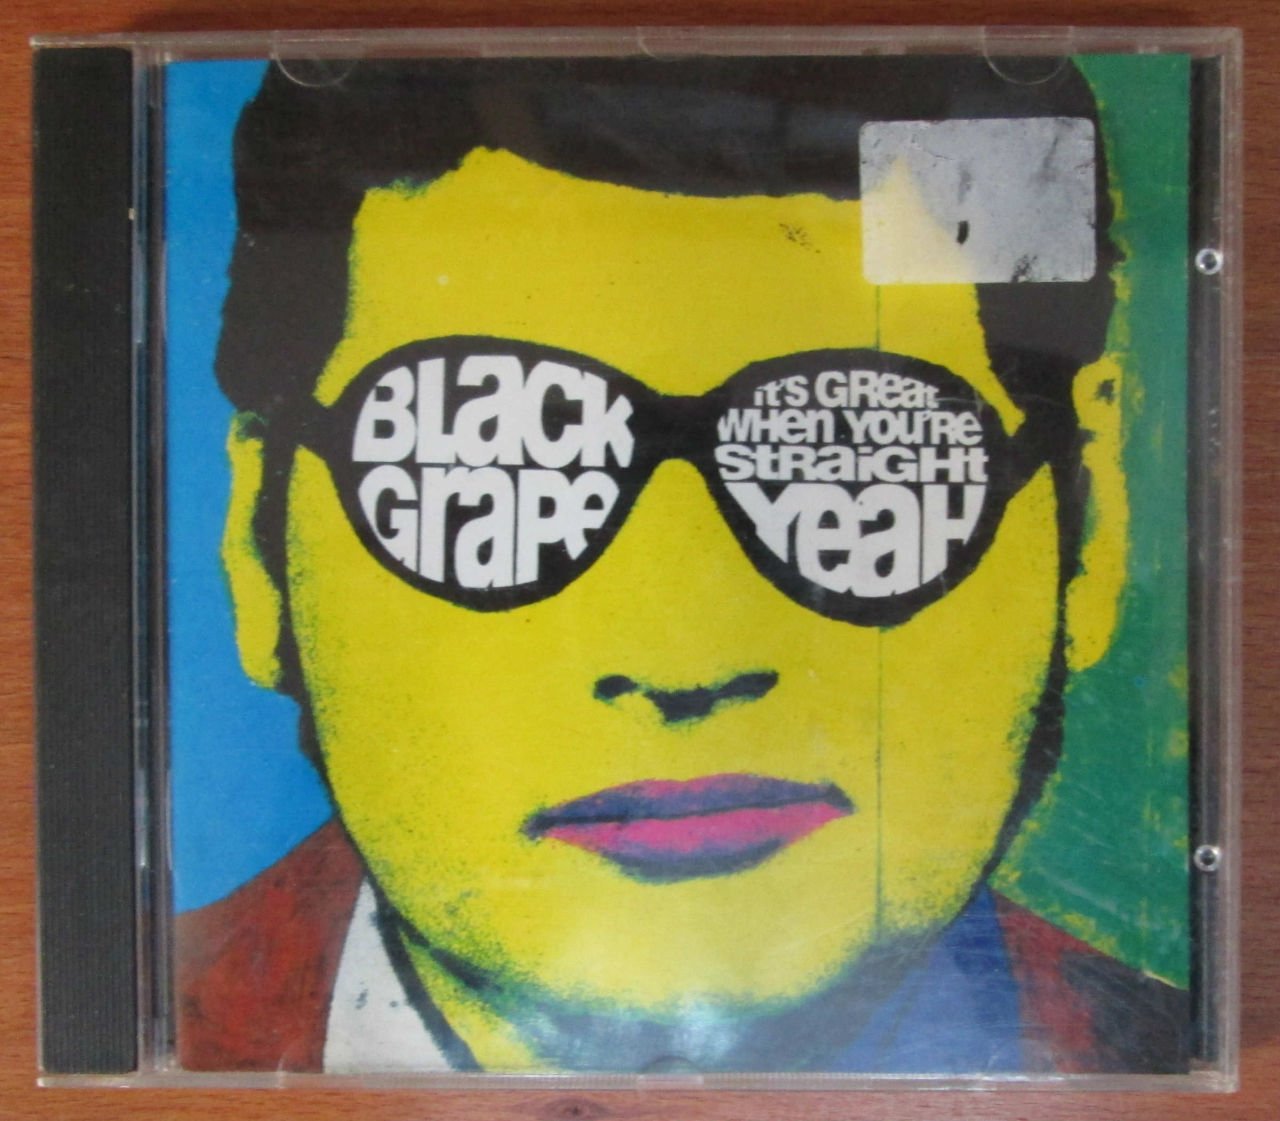 BLack
Grape
it's GReat
WHen YOU'RE
StRaiGHt
YeaH